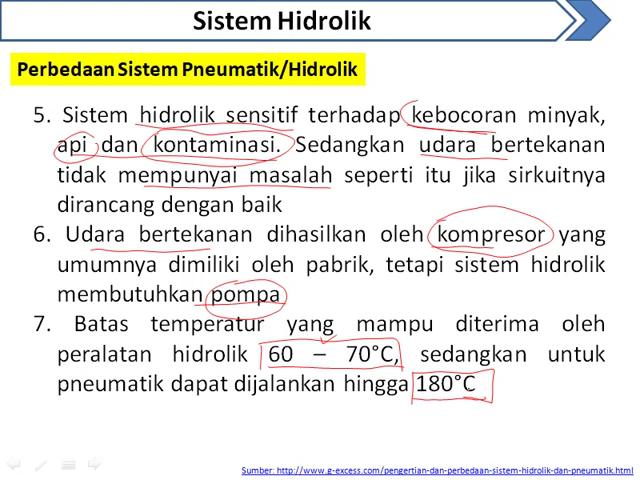 Sistem Hidrolik
Perbedaan Sistem Pneumatik/Hidrolik
5. Sistem hidrolik sensitif terhadap kebocoran minyak,
api dan kontaminasi. Sedangkan udara bertekanan
tidak mempunyai masalah seperti itu jika sirkuitnya
dirancang dengan baik
6. Udara bertekanan dihasilkan oleh kompresor yang
umumnya dimiliki oleh pabrik, tetapi sistem hidrolik
membutuhkan pompa
7. Batas temperatur yang mampu diterima oleh
peralatan hidrolik 60 – 70°C, sedangkan untuk
pneumatik dapat dijalankan hingga 180°C
Sumber: http://www.g-excess.com/pengertian-dan-perbedaan-sistem-hidrolik-dan-pneumatik.html